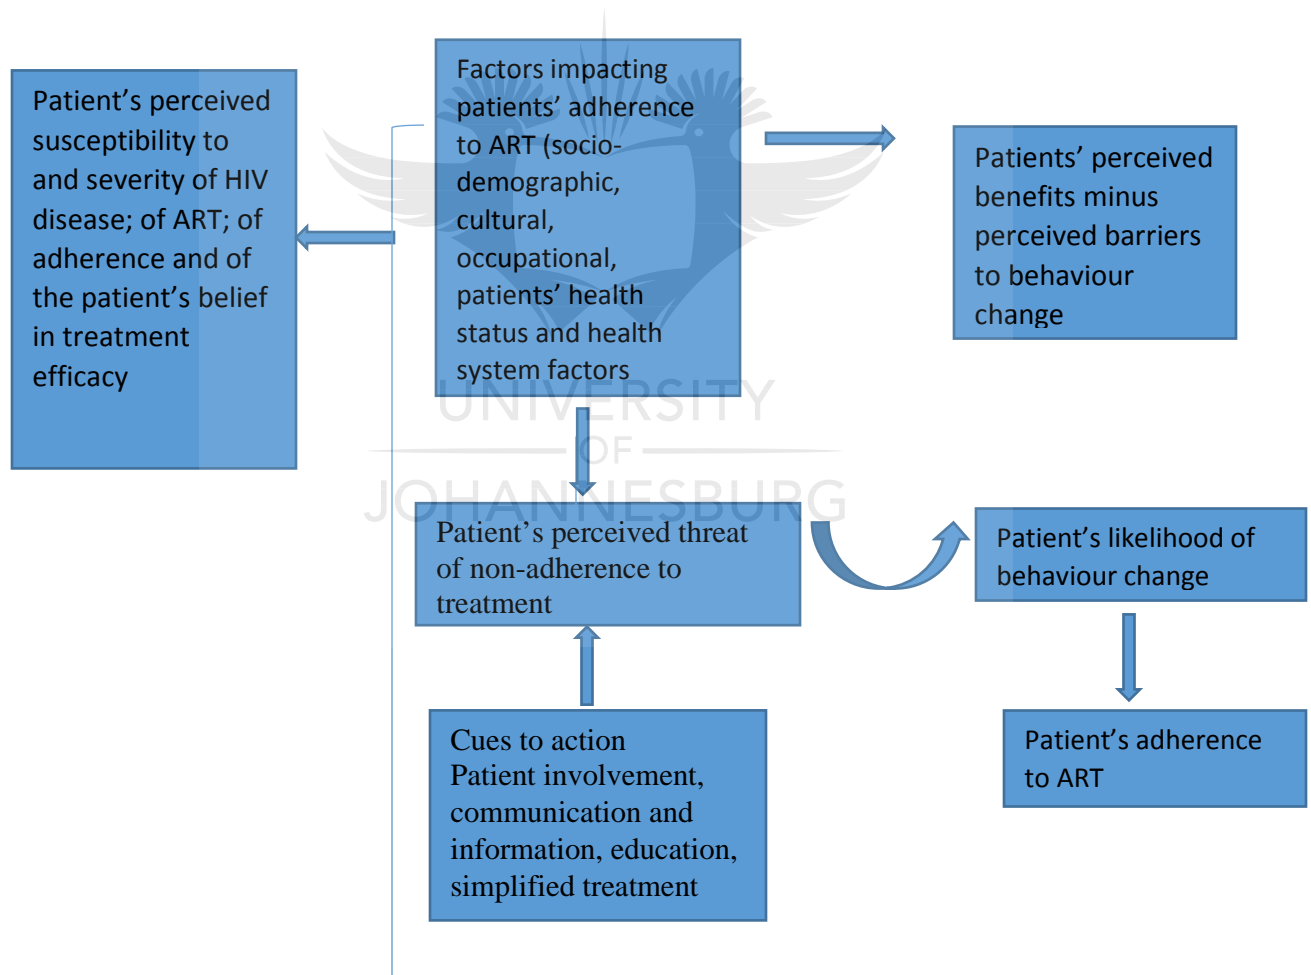 Patient's perceived
susceptibility to
and severity of HIV
disease; of ART; of
adherence and of
the patient's belief
in treatment
efficacy
Factors impacting
patients' adherence
to ART (socio-
demographic,
cultural,
occupational,
patients' health
status and health
system factors
Patients' perceived
benefits minus
perceived barriers
to behaviour
change
UNIVERSITY
OF
JOHANNESBURG
Patient's perceived threat
of non-adherence to
treatment
Patient's likelihood of
behaviour change
Cues to action
Patient involvement,
communication and
information, education,
simplified treatment
Patient's adherence
to ART